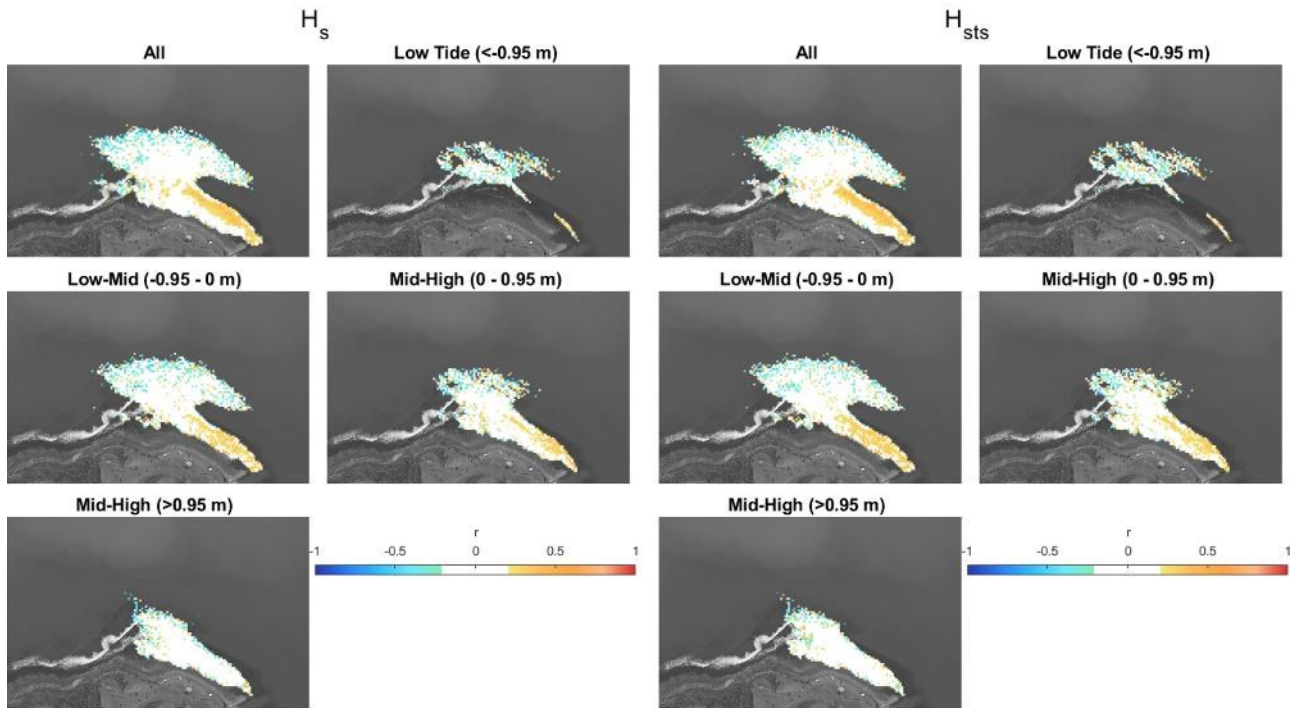 H_s
All
Low Tide (<-0.95 m)
Low-Mid (-0.95 - 0 m)
Mid-High (0 - 0.95 m)
Mid-High (>0.95 m)
r
-1 -0.5 0 0.5 1
H_sts
All
Low Tide (<-0.95 m)
Low-Mid (-0.95 - 0 m)
Mid-High (0 - 0.95 m)
Mid-High (>0.95 m)
r
-1 -0.5 0 0.5 1